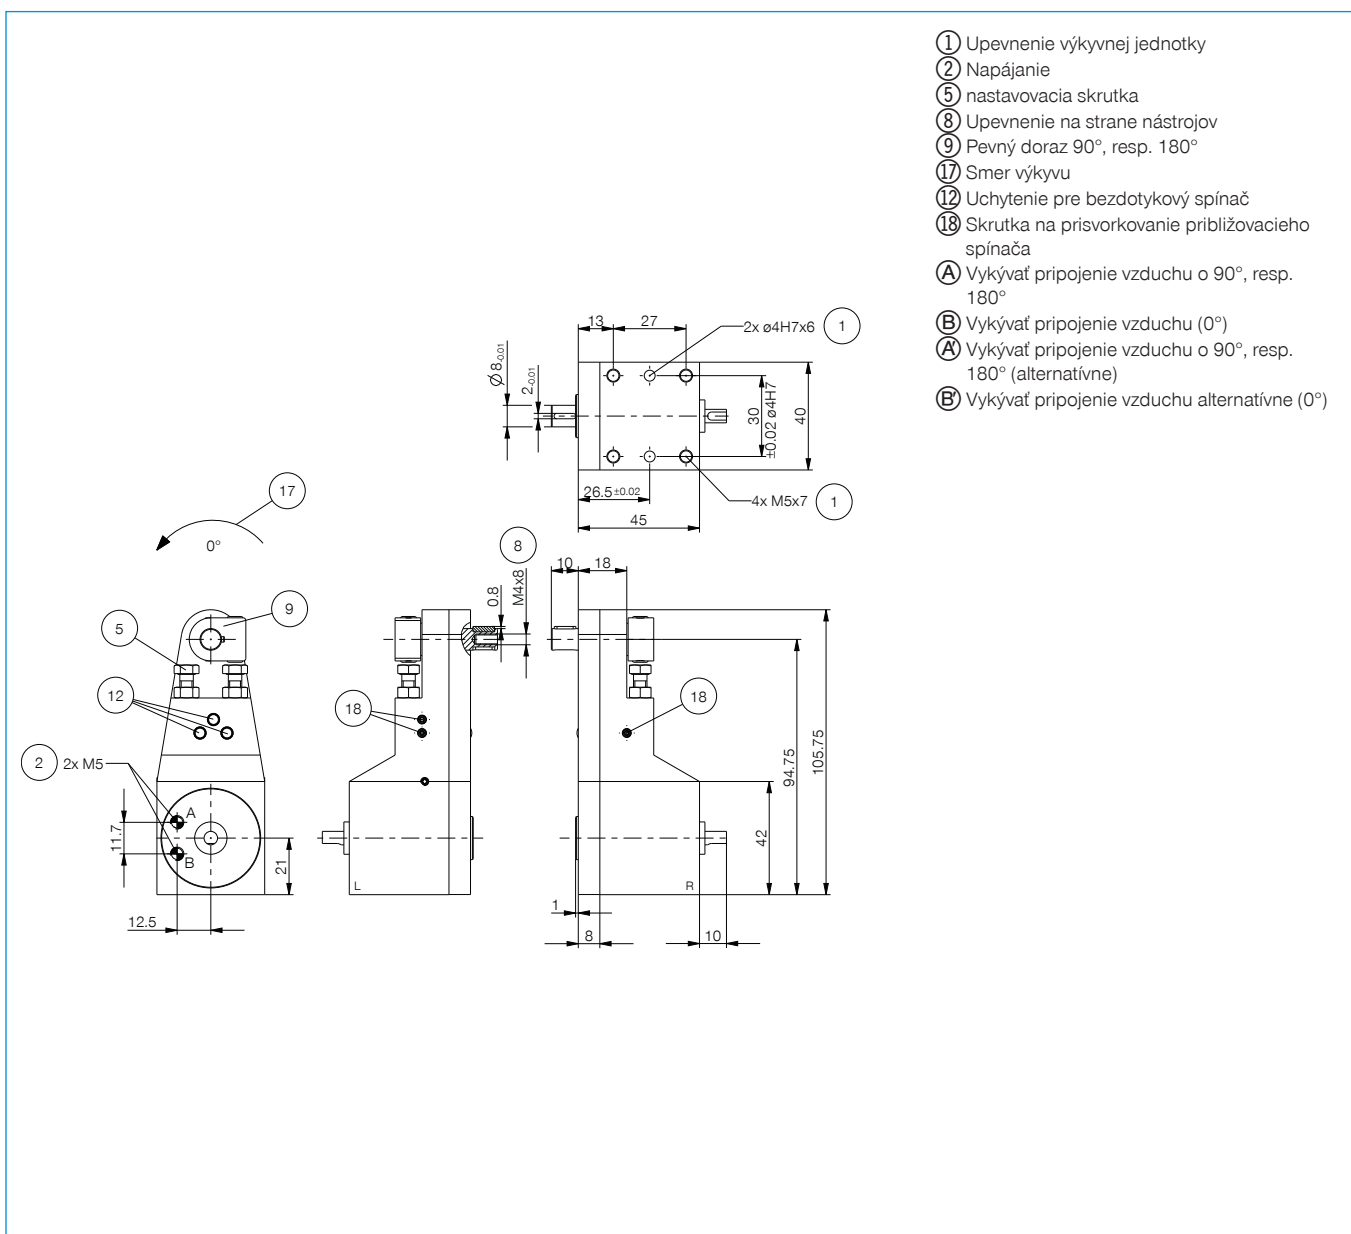 ① Upevnenie výkyvnej jednotky
② Napájanie
⑤ nastavovacia skrutka
⑧ Upevnenie na strane nástrojov
⑨ Pevný doraz 90°, resp. 180°
⑰ Smer výkyvu
⑫ Uchytenie pre bezdotykový spínač
⑱ Skrutka na prisvorkovanie približovacieho
spínača
Ⓐ Vykývať pripojenie vzduchu o 90°, resp.
180°
Ⓑ Vykývať pripojenie vzduchu (0°)
A' Vykývať pripojenie vzduchu o 90°, resp.
180° (alternatívne)
B' Vykývať pripojenie vzduchu alternatívne (0°)
13
27
2x ø4H7x6
1
Ø8-0.01
2-0.01
30
±0.02 ø4H7
40
26.5±0.02
4x M5x7
1
45
17
0°
8
10
18
0.8
M4x8
9
5
12
18
18
2
2x M5
A
B
11.7
21
12.5
L
R
94.75
105.75
42
1
8
10